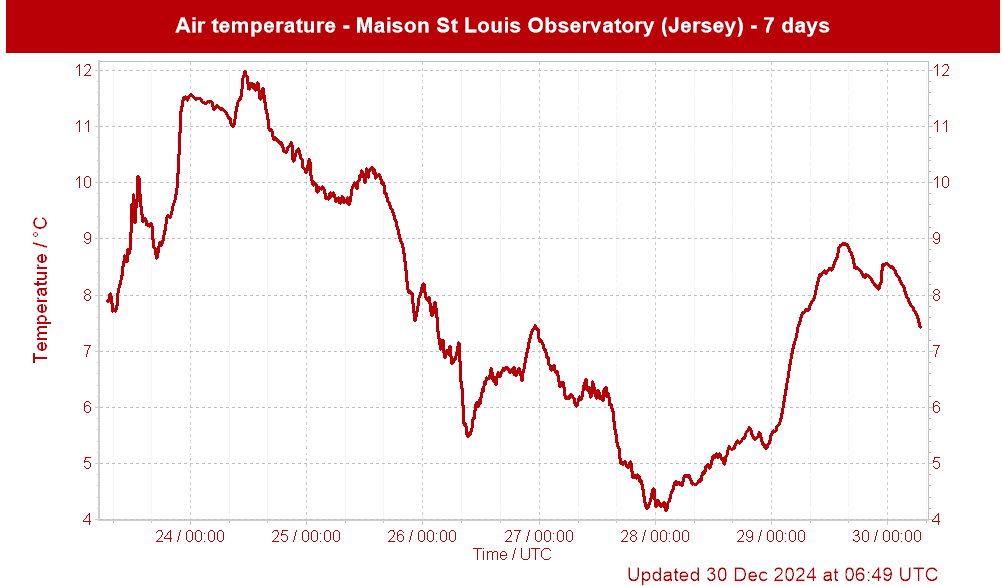 Air temperature - Maison St Louis Observatory (Jersey) - 7 days
12 12
11 11
10 10
9 9
8 8
7 7
6 6
5 5
4 4
Temperature / °C
24 / 00:00 25 / 00:00 26 / 00:00 27 / 00:00 28 / 00:00 29 / 00:00 30 / 00:00
Time / UTC
Updated 30 Dec 2024 at 06:49 UTC